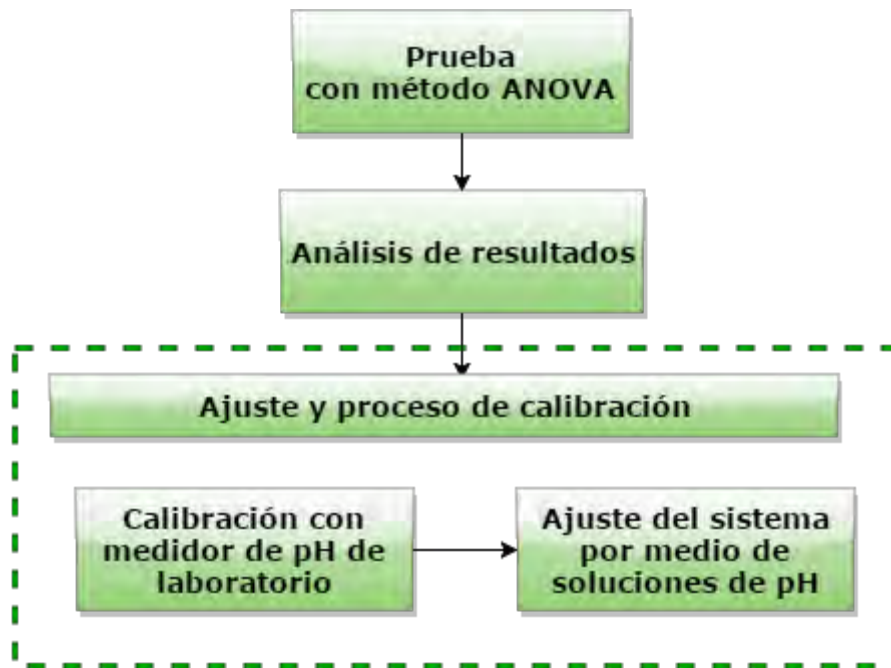 Prueba
con método ANOVA
Análisis de resultados
Ajuste y proceso de calibración
Calibración con
medidor de pH de
laboratorio
Ajuste del sistema
por medio de
soluciones de pH